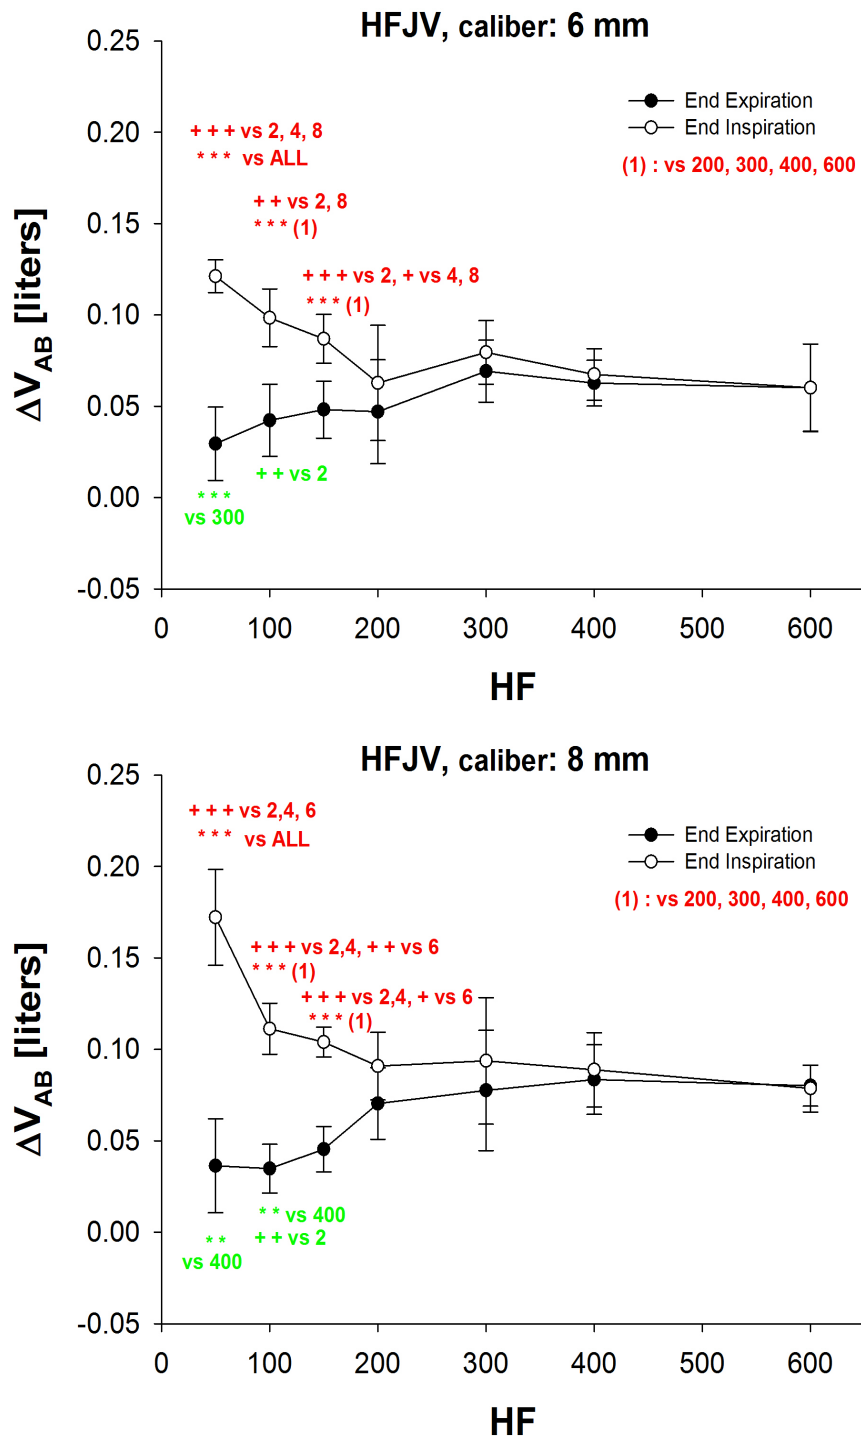 HFJV, caliber: 6 mm
0.25
0.20
0.15
0.10
0.05
0.00
-0.05
ΔV_AB [liters]
End Expiration
End Inspiration
(1) : vs 200, 300, 400, 600
+ + + vs 2, 4, 8
* * * vs ALL
+ + vs 2, 8
* * * (1)
+ + + vs 2, + vs 4, 8
* * * (1)
+ + vs 2
* * *
vs 300
0 100 200 300 400 500 600
HF
HFJV, caliber: 8 mm
0.25
0.20
0.15
0.10
0.05
0.00
-0.05
ΔV_AB [liters]
End Expiration
End Inspiration
(1) : vs 200, 300, 400, 600
+ + + vs 2,4, 6
* * * vs ALL
+ + + vs 2,4, + + vs 6
* * * (1)
+ + + vs 2,4, + vs 6
* * * (1)
* * vs 400
+ + vs 2
* *
vs 400
0 100 200 300 400 500 600
HF